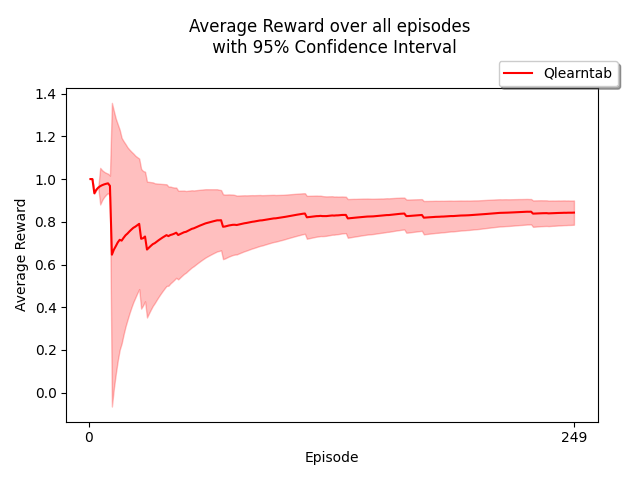 Average Reward over all episodes
with 95% Confidence Interval
Qlearntab
1.4
1.2
1.0
0.8
0.6
0.4
0.2
0.0
Average Reward
0
249
Episode